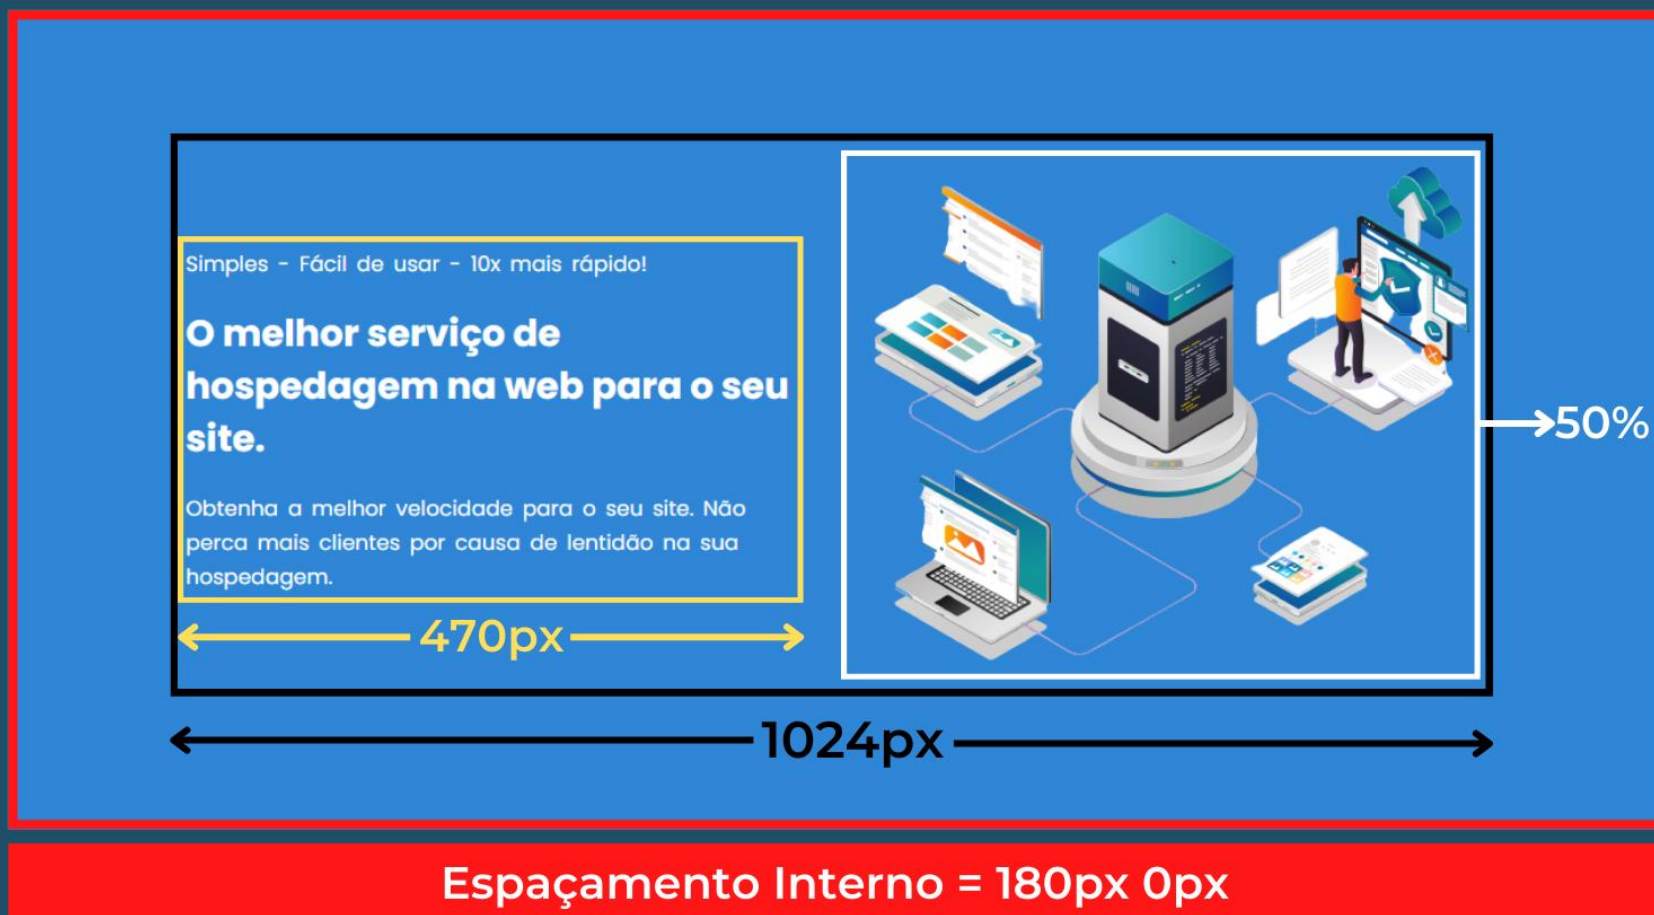 Simples - Fácil de usar - 10x mais rápido!
O melhor serviço de
hospedagem na web para o seu
site.
Obtenha a melhor velocidade para o seu site. Não
perca mais clientes por causa de lentidão na sua
hospedagem.
470px
50%
1024px
Espaçamento Interno = 180px 0px